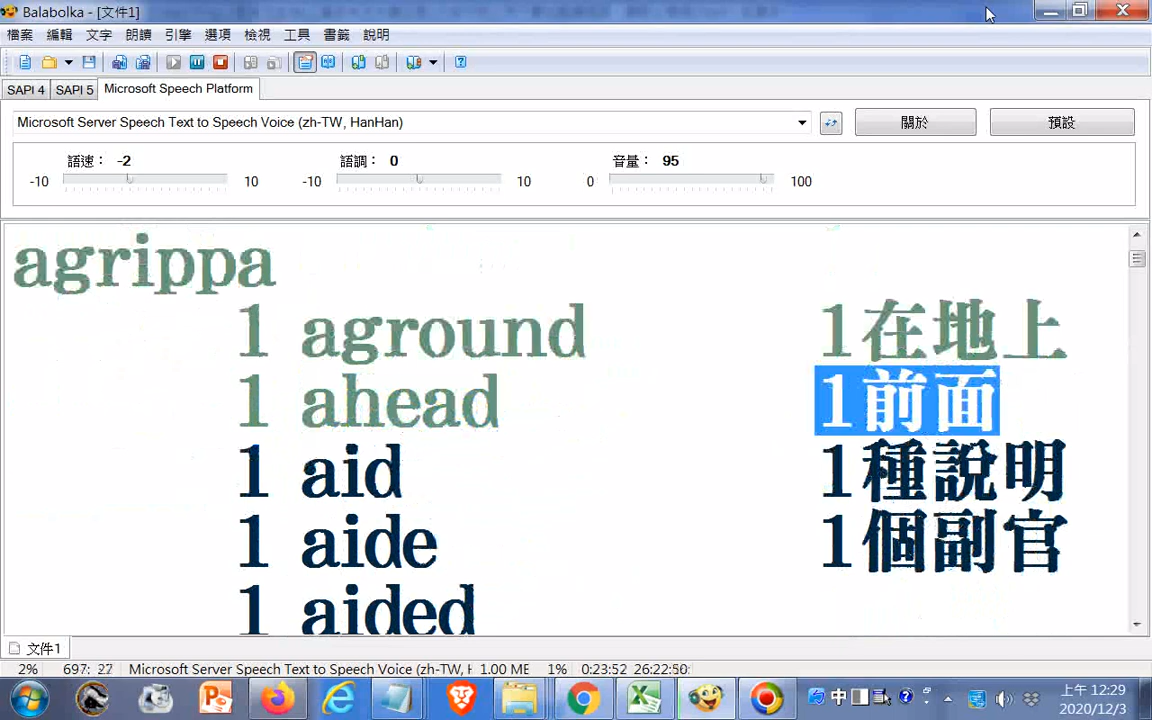 Balabolka - [文件1]
檔案 編輯 文字 朗讀 引擎 選項 檢視 工具 書籤 說明
SAPI 4 SAPI 5 Microsoft Speech Platform
Microsoft Server Speech Text to Speech Voice (zh-TW, HanHan) 關於 預設
語速： -2 語調： 0 音量： 95
-10 10 -10 10 0 100
agrippa
1 aground 1在地上
1 ahead 1前面
1 aid 1種說明
1 aide 1個副官
1 aided
文件1
2% 697: 27 Microsoft Server Speech Text to Speech Voice (zh-TW, 1.00 ME 1% 0:23:52 26:22:50
中 上午 12:29
2020/12/3